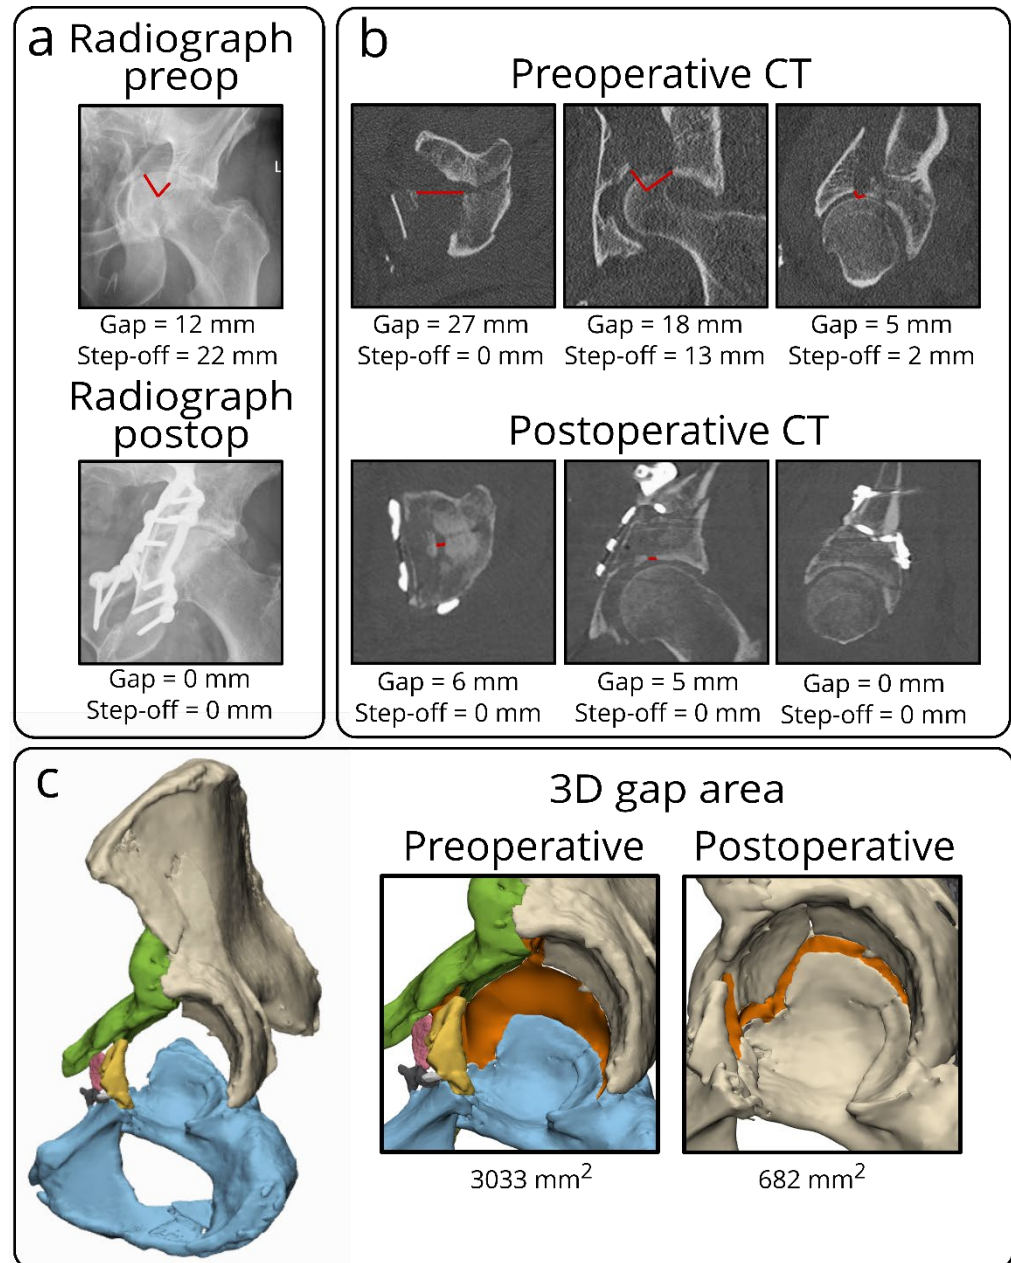 a Radiograph
preop
L
Gap = 12 mm
Step-off = 22 mm
Radiograph
postop
Gap = 0 mm
Step-off = 0 mm
b
Preoperative CT
Gap = 27 mm
Step-off = 0 mm
Gap = 18 mm
Step-off = 13 mm
Gap = 5 mm
Step-off = 2 mm
Postoperative CT
Gap = 6 mm
Step-off = 0 mm
Gap = 5 mm
Step-off = 0 mm
Gap = 0 mm
Step-off = 0 mm
c
3D gap area
Preoperative
Postoperative
3033 mm²
682 mm²